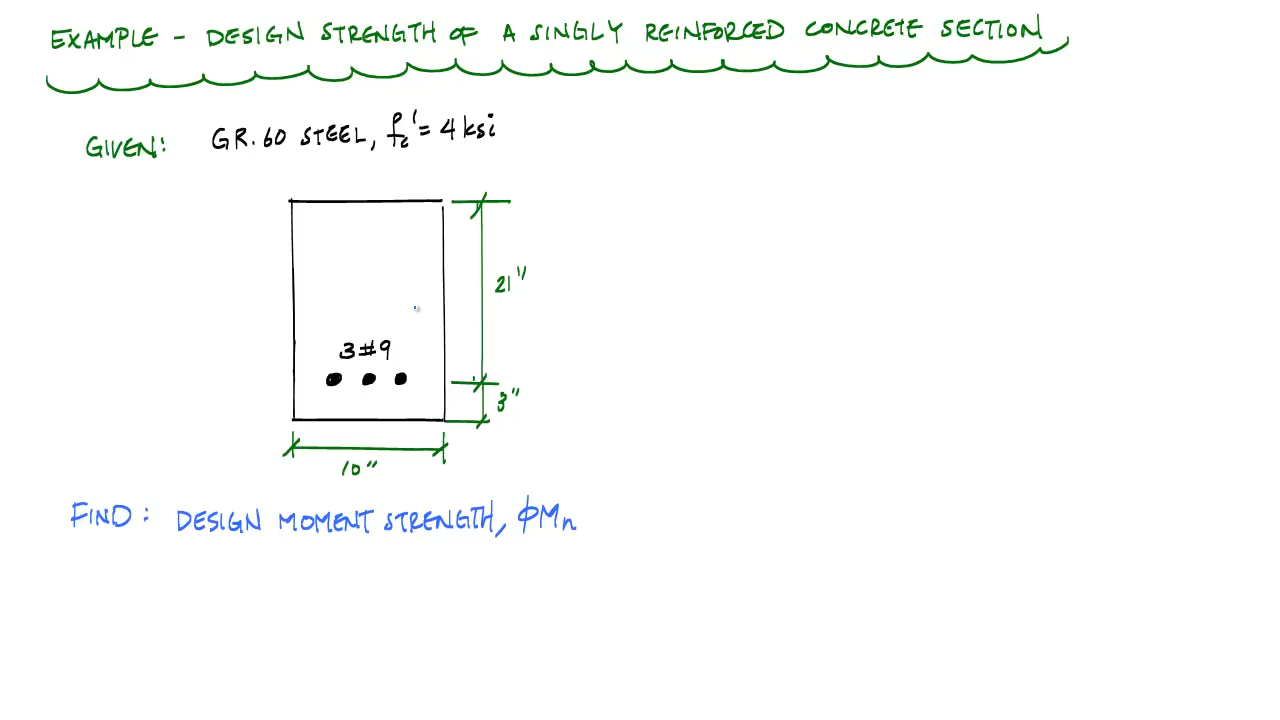 EXAMPLE - DESIGN STRENGTH OF A SINGLY REINFORCED CONCRETE SECTION
GIVEN: GR. 60 STEEL, fc' = 4 ksi
21"
3#9
3"
10"
FIND: DESIGN MOMENT STRENGTH, ϕMn